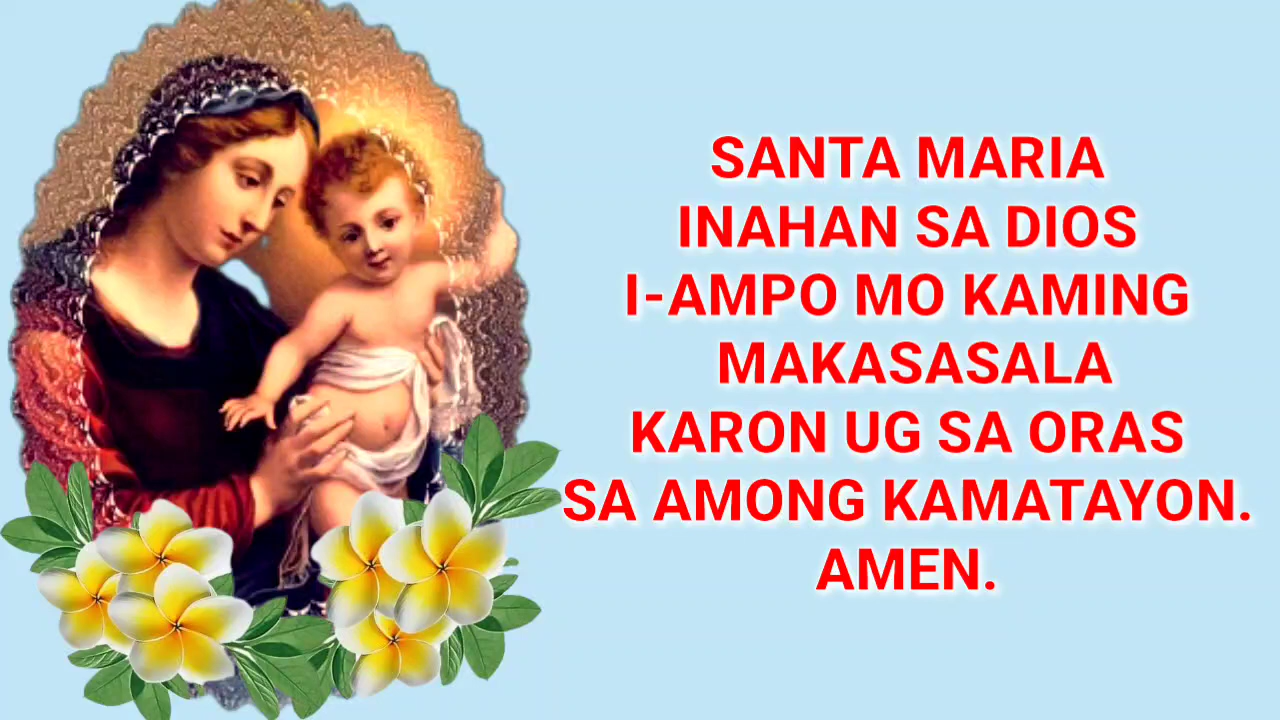 SANTA MARIA
INAHAN SA DIOS
I-AMPO MO KAMING
MAKASASALA
KARON UG SA ORAS
SA AMONG KAMATAYON.
AMEN.